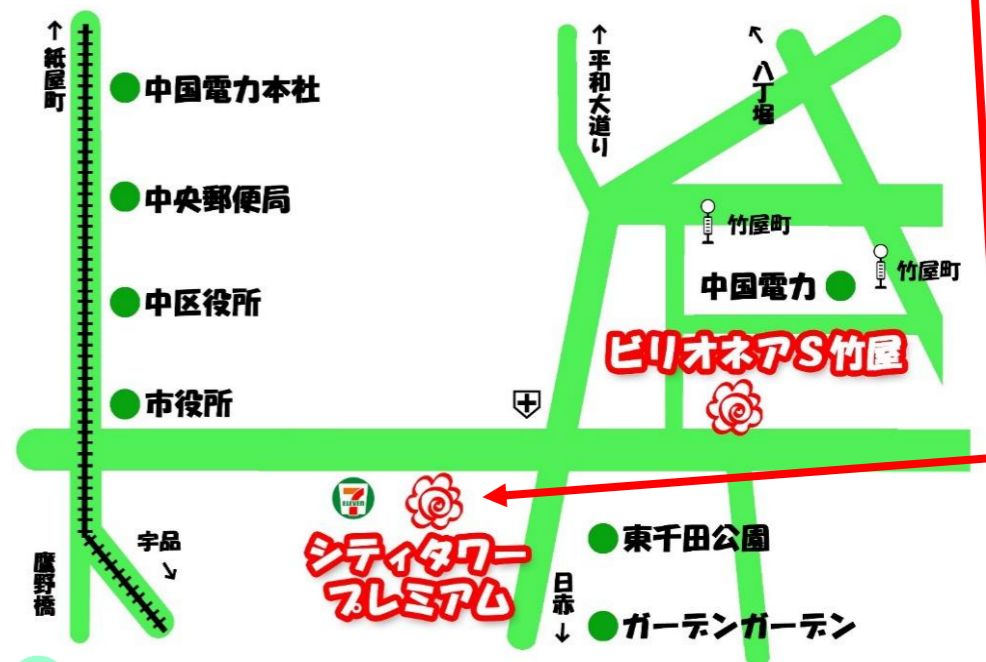 ↑紙屋町
中国電力本社
中央郵便局
中区役所
市役所
↑平和大道り
↖八丁堀
竹屋町
竹屋町
中国電力
ビリオネアS竹屋
7
ELEVEN
シティタワー
プレミアム
宇品↘
鷹野橋
日赤↓
東千田公園
ガーデンガーデン